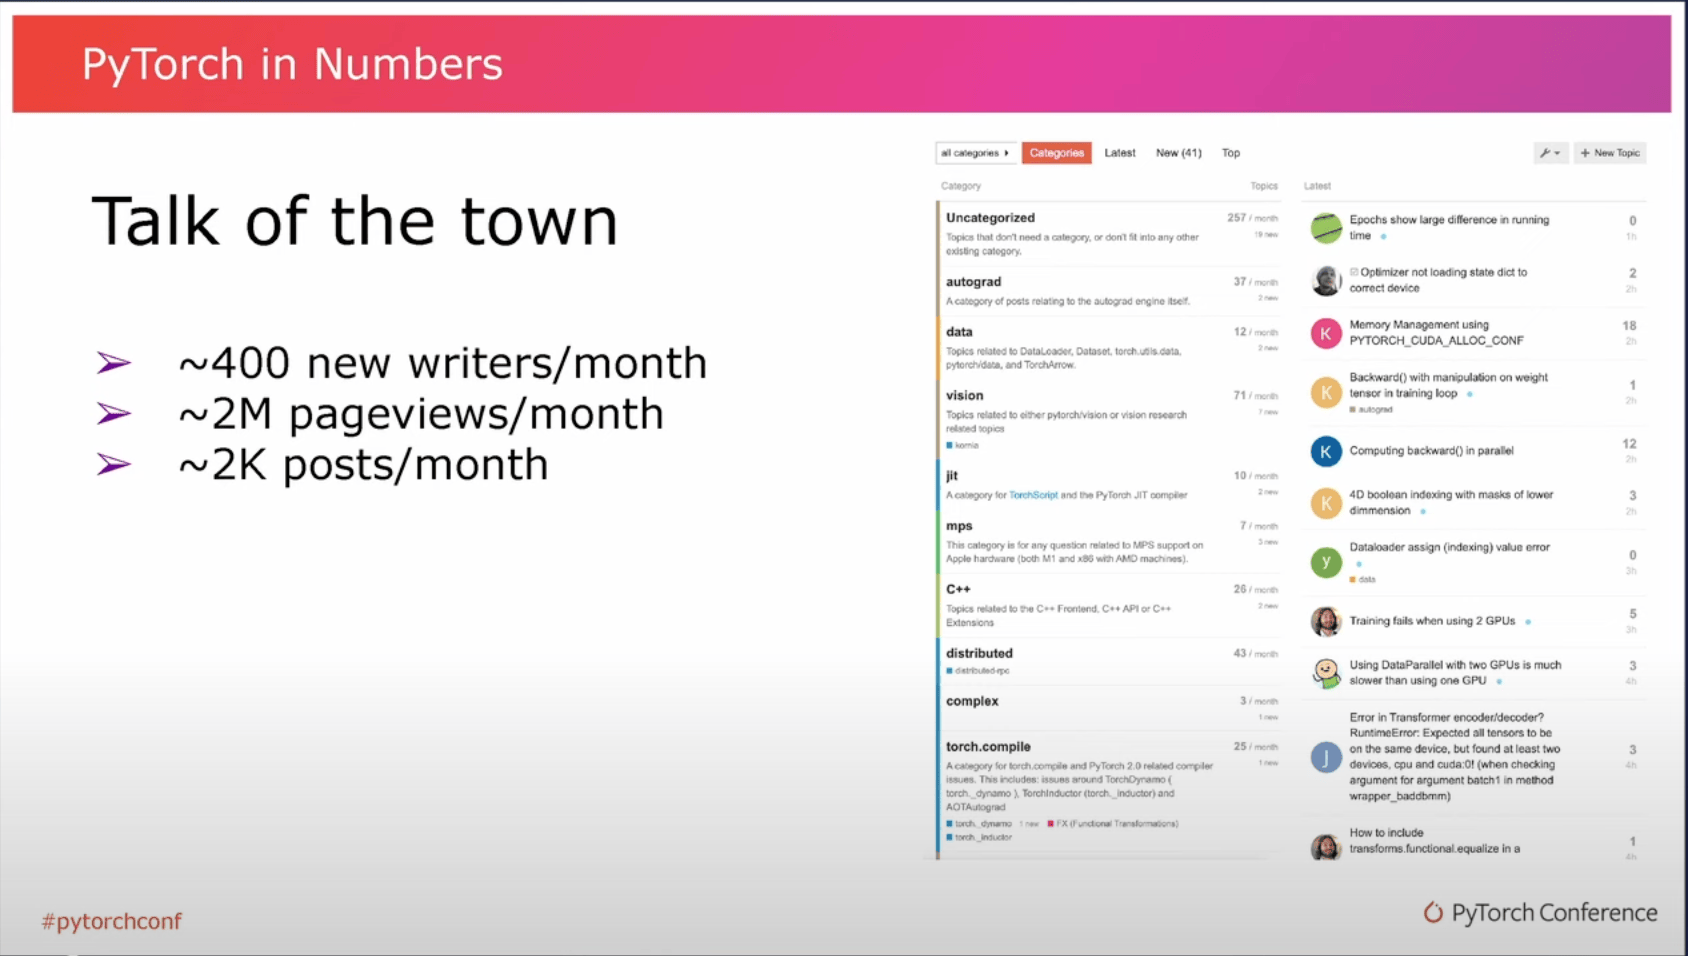 PyTorch in Numbers
Talk of the town
~400 new writers/month
~2M pageviews/month
~2K posts/month
all categories
Categories
Latest
New (41)
Top
+ New Topic
Category
Topics
Uncategorized
257 / month
19 new
Topics that don't need a category, or don't fit into any other
existing category.
autograd
37 / month
2 new
A category of posts relating to the autograd engine itself.
data
12 / month
2 new
Topics related to DataLoader, Dataset, torch.utils.data,
pytorch/data, and TorchArrow.
vision
71 / month
7 new
Topics related to either pytorch/vision or vision research
related topics
kornia
jit
10 / month
2 new
A category for TorchScript and the PyTorch JIT compiler
mps
7 / month
3 new
This category is for any question related to MPS support on
Apple hardware (both M1 and x86 with AMD machines).
C++
26 / month
2 new
Topics related to the C++ Frontend, C++ API or C++
Extensions
distributed
43 / month
distributed-rpc
complex
3 / month
1 new
torch.compile
25 / month
1 new
A category for torch.compile and PyTorch 2.0 related compiler
issues. This includes: issues around TorchDynamo (
torch._dynamo ), TorchInductor (torch._inductor) and
AOTAutograd
torch._dynamo 1 new FX (Functional Transformations)
torch._inductor
Latest
Epochs show large difference in running
time
0
1h
Optimizer not loading state dict to
correct device
2
2h
K
Memory Management using
PYTORCH_CUDA_ALLOC_CONF
18
2h
K
Backward() with manipulation on weight
tensor in training loop
autograd
1
2h
K
Computing backward() in parallel
12
2h
K
4D boolean indexing with masks of lower
dimmension
3
2h
y
Dataloader assign (indexing) value error
data
0
3h
Training fails when using 2 GPUs
5
3h
Using DataParallel with two GPUs is much
slower than using one GPU
3
4h
J
Error in Transformer encoder/decoder?
RuntimeError: Expected all tensors to be
on the same device, but found at least two
devices, cpu and cuda:0! (when checking
argument for argument batch1 in method
wrapper_baddbmm)
3
4h
How to include
transforms.functional.equalize in a
1
4h
#pytorchconf
PyTorch Conference